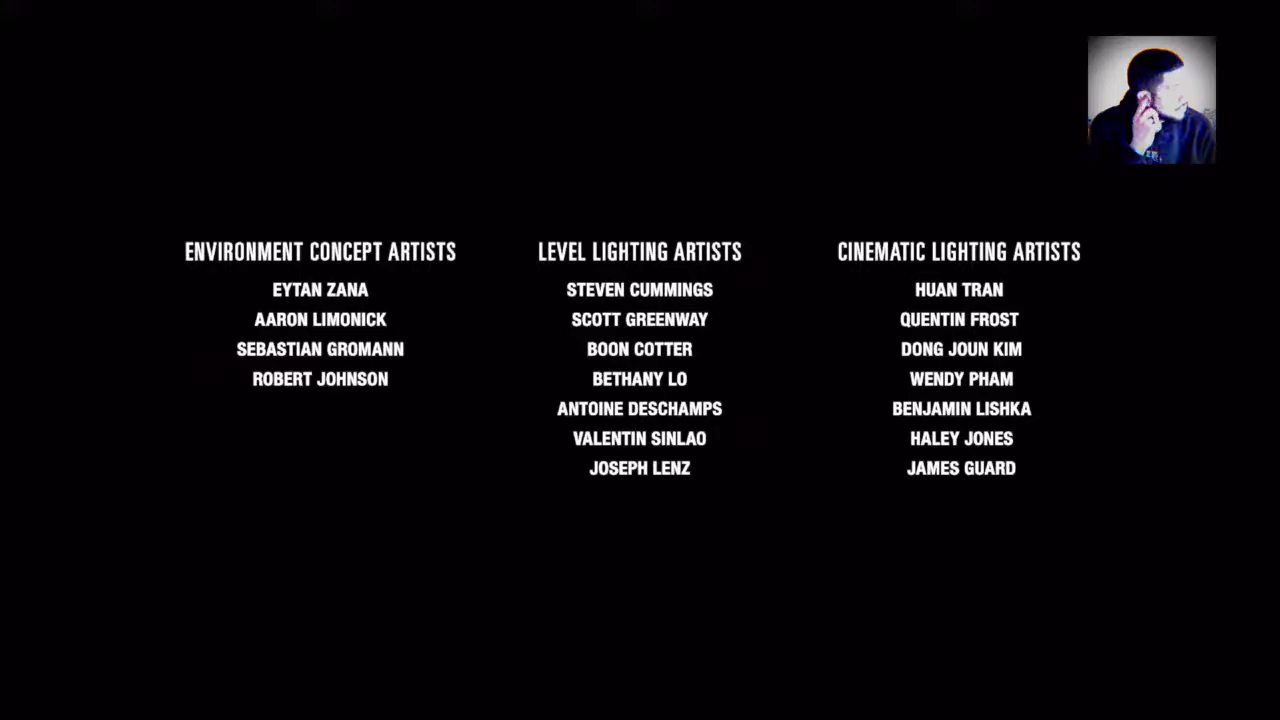 ENVIRONMENT CONCEPT ARTISTS
EYTAN ZANA
AARON LIMONICK
SEBASTIAN GROMANN
ROBERT JOHNSON
LEVEL LIGHTING ARTISTS
STEVEN CUMMINGS
SCOTT GREENWAY
BOON COTTER
BETHANY LO
ANTOINE DESCHAMPS
VALENTIN SINLAO
JOSEPH LENZ
CINEMATIC LIGHTING ARTISTS
HUAN TRAN
QUENTIN FROST
DONG JOUN KIM
WENDY PHAM
BENJAMIN LISHKA
HALEY JONES
JAMES GUARD